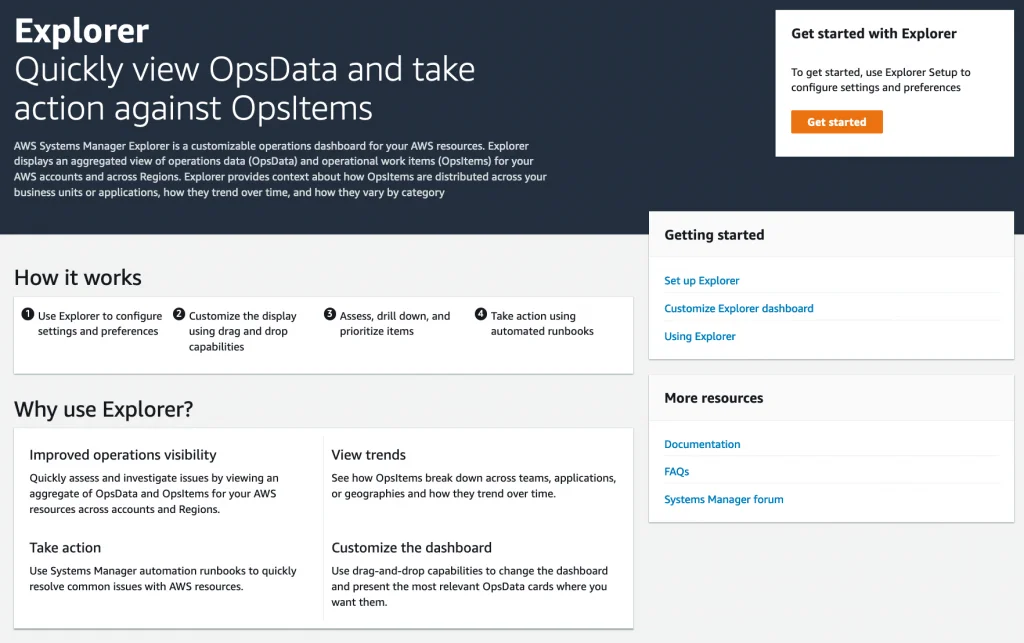 Explorer
Quickly view OpsData and take
action against OpsItems
AWS Systems Manager Explorer is a customizable operations dashboard for your AWS resources. Explorer
displays an aggregated view of operations data (OpsData) and operational work items (OpsItems) for your
AWS accounts and across Regions. Explorer provides context about how OpsItems are distributed across your
business units or applications, how they trend over time, and how they vary by category
Get started with Explorer
To get started, use Explorer Setup to
configure settings and preferences
Get started
How it works
1 Use Explorer to configure
settings and preferences
2 Customize the display
using drag and drop
capabilities
3 Assess, drill down, and
prioritize items
4 Take action using
automated runbooks
Why use Explorer?
Improved operations visibility
Quickly assess and investigate issues by viewing an
aggregate of OpsData and OpsItems for your AWS
resources across accounts and Regions.
View trends
See how OpsItems break down across teams, applications,
or geographies and how they trend over time.
Take action
Use Systems Manager automation runbooks to quickly
resolve common issues with AWS resources.
Customize the dashboard
Use drag-and-drop capabilities to change the dashboard
and present the most relevant OpsData cards where you
want them.
Getting started
Set up Explorer
Customize Explorer dashboard
Using Explorer
More resources
Documentation
FAQs
Systems Manager forum